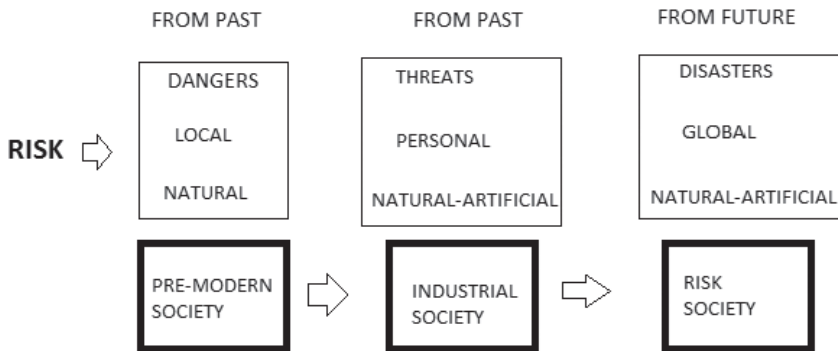 FROM PAST
FROM PAST
FROM FUTURE
RISK
DANGERS
LOCAL
NATURAL
THREATS
PERSONAL
NATURAL-ARTIFICIAL
DISASTERS
GLOBAL
NATURAL-ARTIFICIAL
PRE-MODERN
SOCIETY
INDUSTRIAL
SOCIETY
RISK
SOCIETY